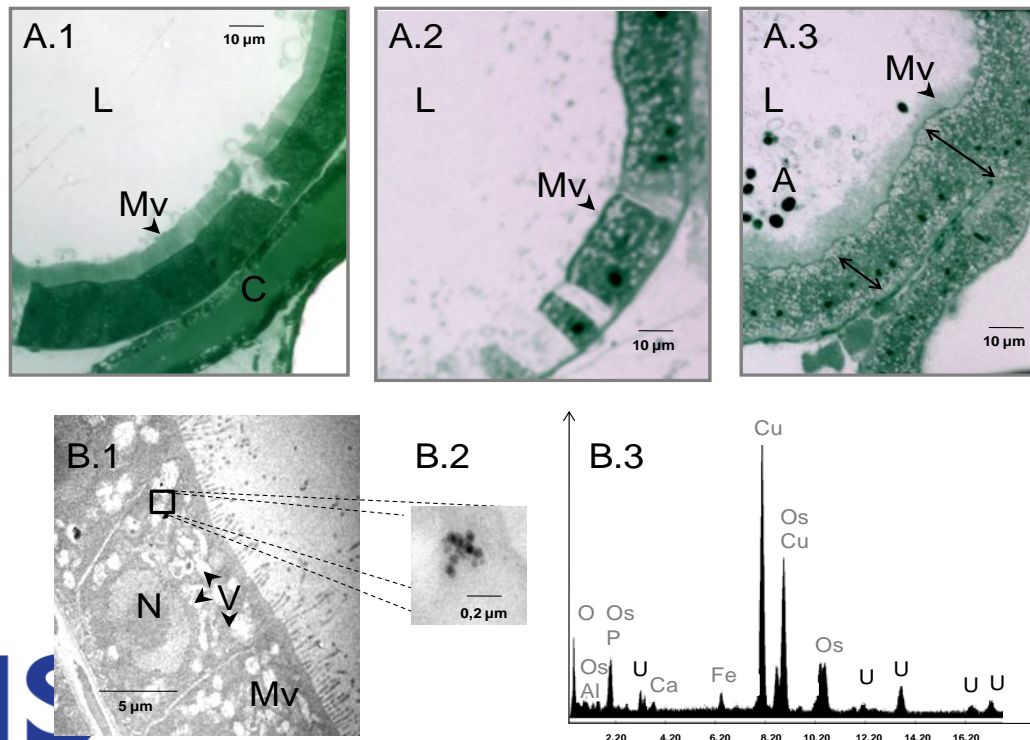 A.1
10 µm
L
Mv
C
A.2
L
Mv
10 µm
A.3
Mv
L
A
10 µm
B.1
N
V
Mv
5 µm
B.2
0,2 µm
B.3
Cu
Os
Cu
O
Os
P
Os
Al
U
Ca
Fe
Os
U
U
U
U
2.20 4.20 6.20 8.20 10.20 12.20 14.20 16.20